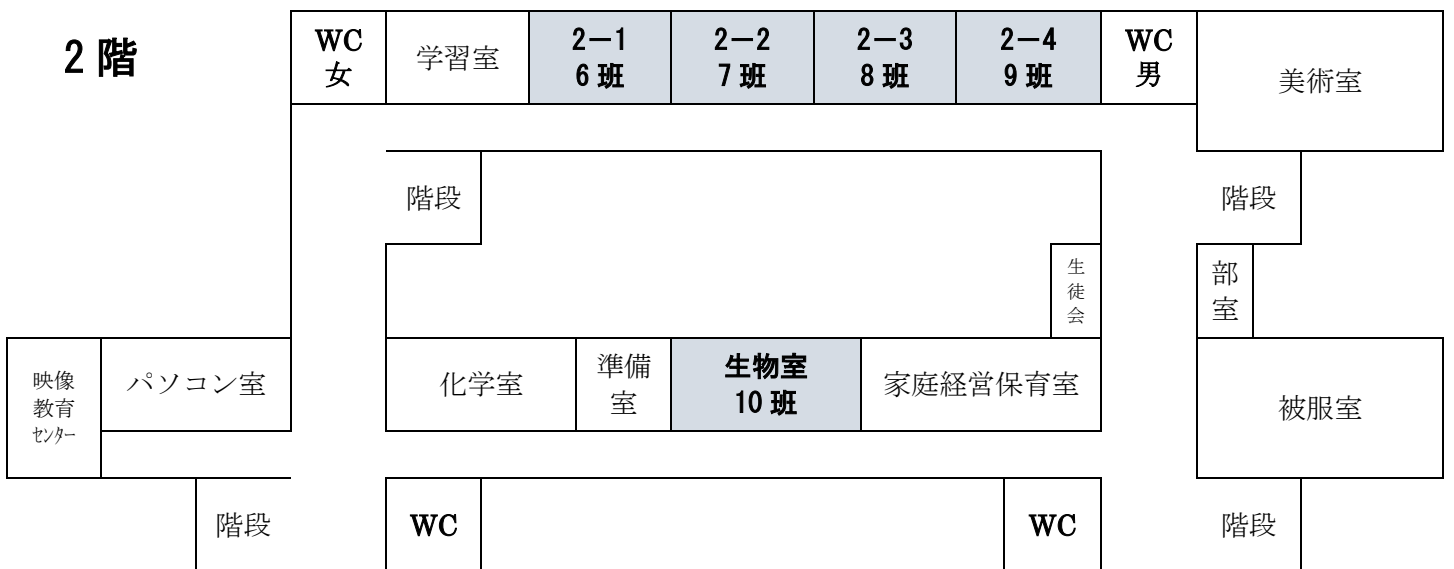 2階
WC
女
学習室
2－1
6班
2－2
7班
2－3
8班
2－4
9班
WC
男
美術室
階段
階段
生
徒
会
部
室
映像
教育
ｾﾝﾀｰ
パソコン室
化学室
準備
室
生物室
10班
家庭経営保育室
被服室
階段
WC
WC
階段